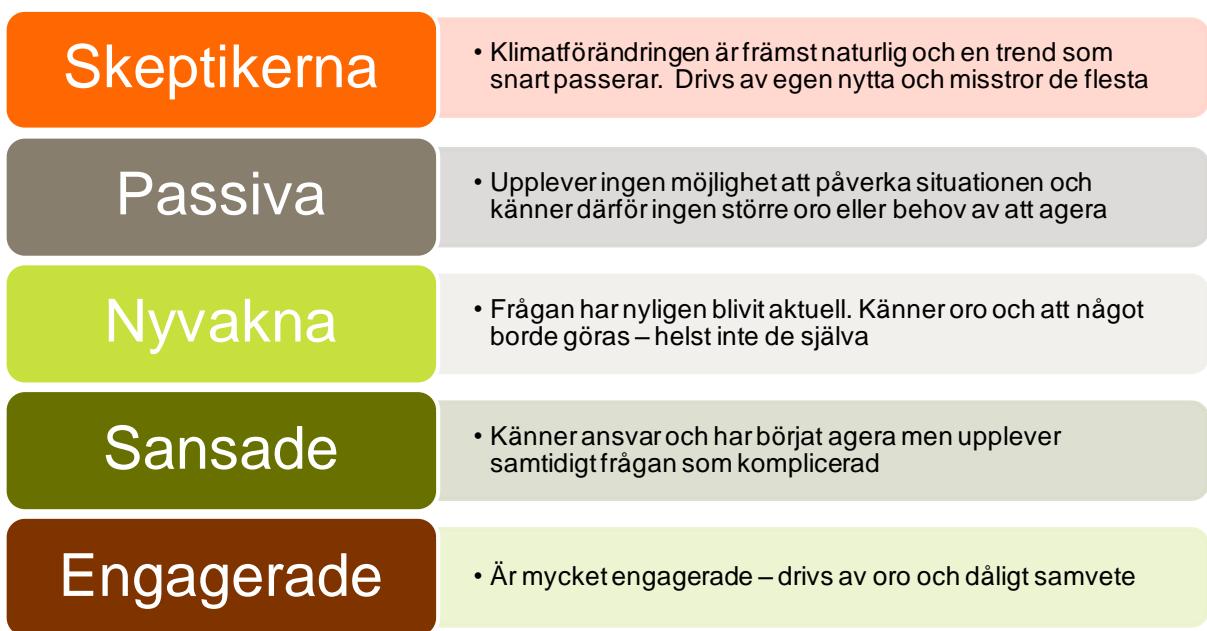 Skeptikerna
• Klimatförändringen är främst naturlig och en trend som
snart passerar. Drivs av egen nytta och misstror de flesta
Passiva
• Upplever ingen möjlighet att påverka situationen och
känner därför ingen större oro eller behov av att agera
Nyvakna
• Frågan har nyligen blivit aktuell. Känner oro och att något
borde göras – helst inte de själva
Sansade
• Känner ansvar och har börjat agera men upplever
samtidigt frågan som komplicerad
Engagerade
• Är mycket engagerade – drivs av oro och dåligt samvete